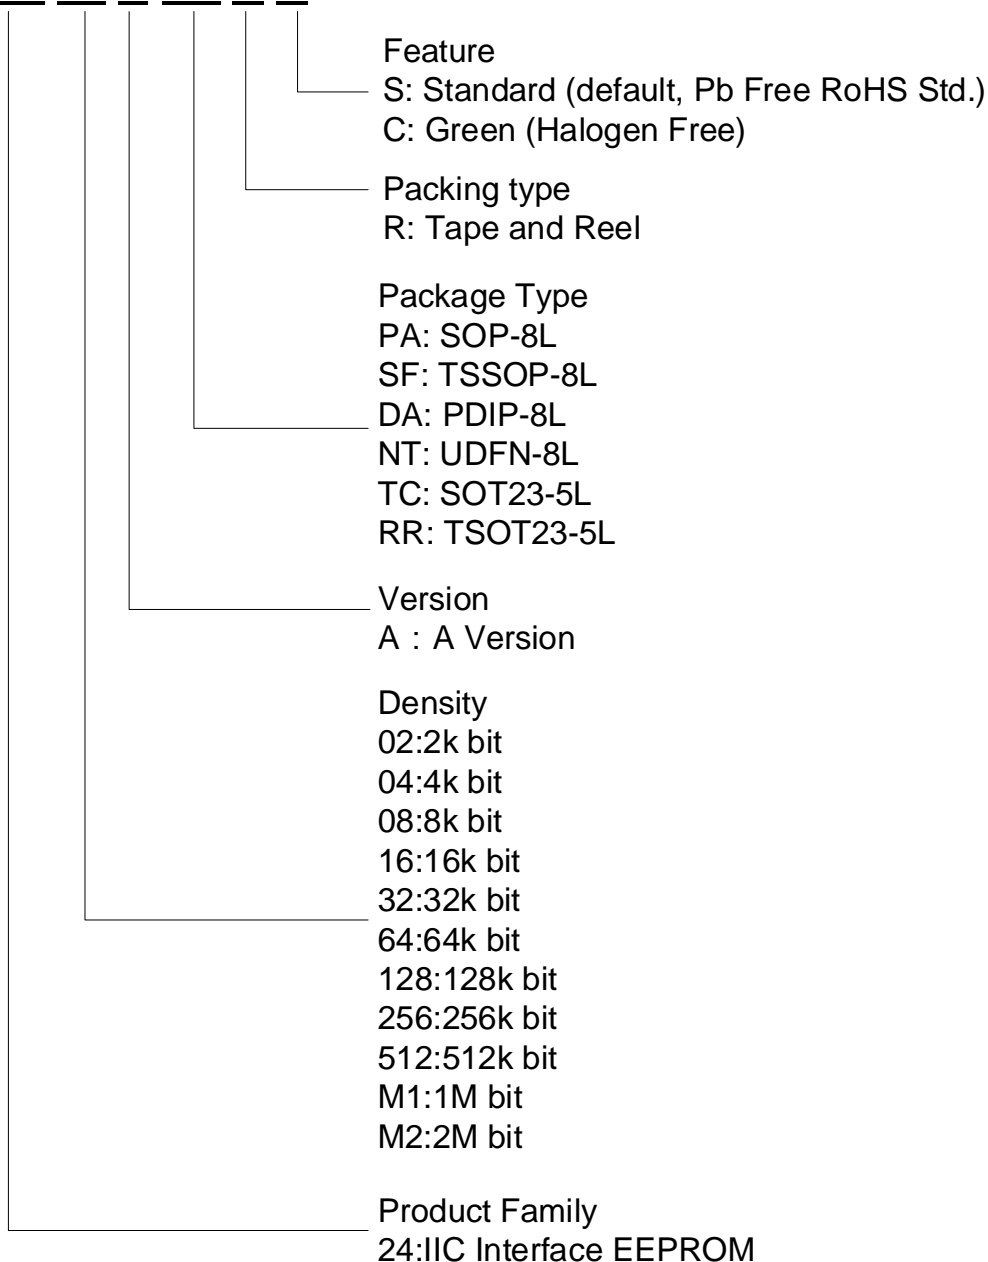 Feature
S: Standard (default, Pb Free RoHS Std.)
C: Green (Halogen Free)
Packing type
R: Tape and Reel
Package Type
PA: SOP-8L
SF: TSSOP-8L
DA: PDIP-8L
NT: UDFN-8L
TC: SOT23-5L
RR: TSOT23-5L
Version
A : A Version
Density
02:2k bit
04:4k bit
08:8k bit
16:16k bit
32:32k bit
64:64k bit
128:128k bit
256:256k bit
512:512k bit
M1:1M bit
M2:2M bit
Product Family
24:IIC Interface EEPROM